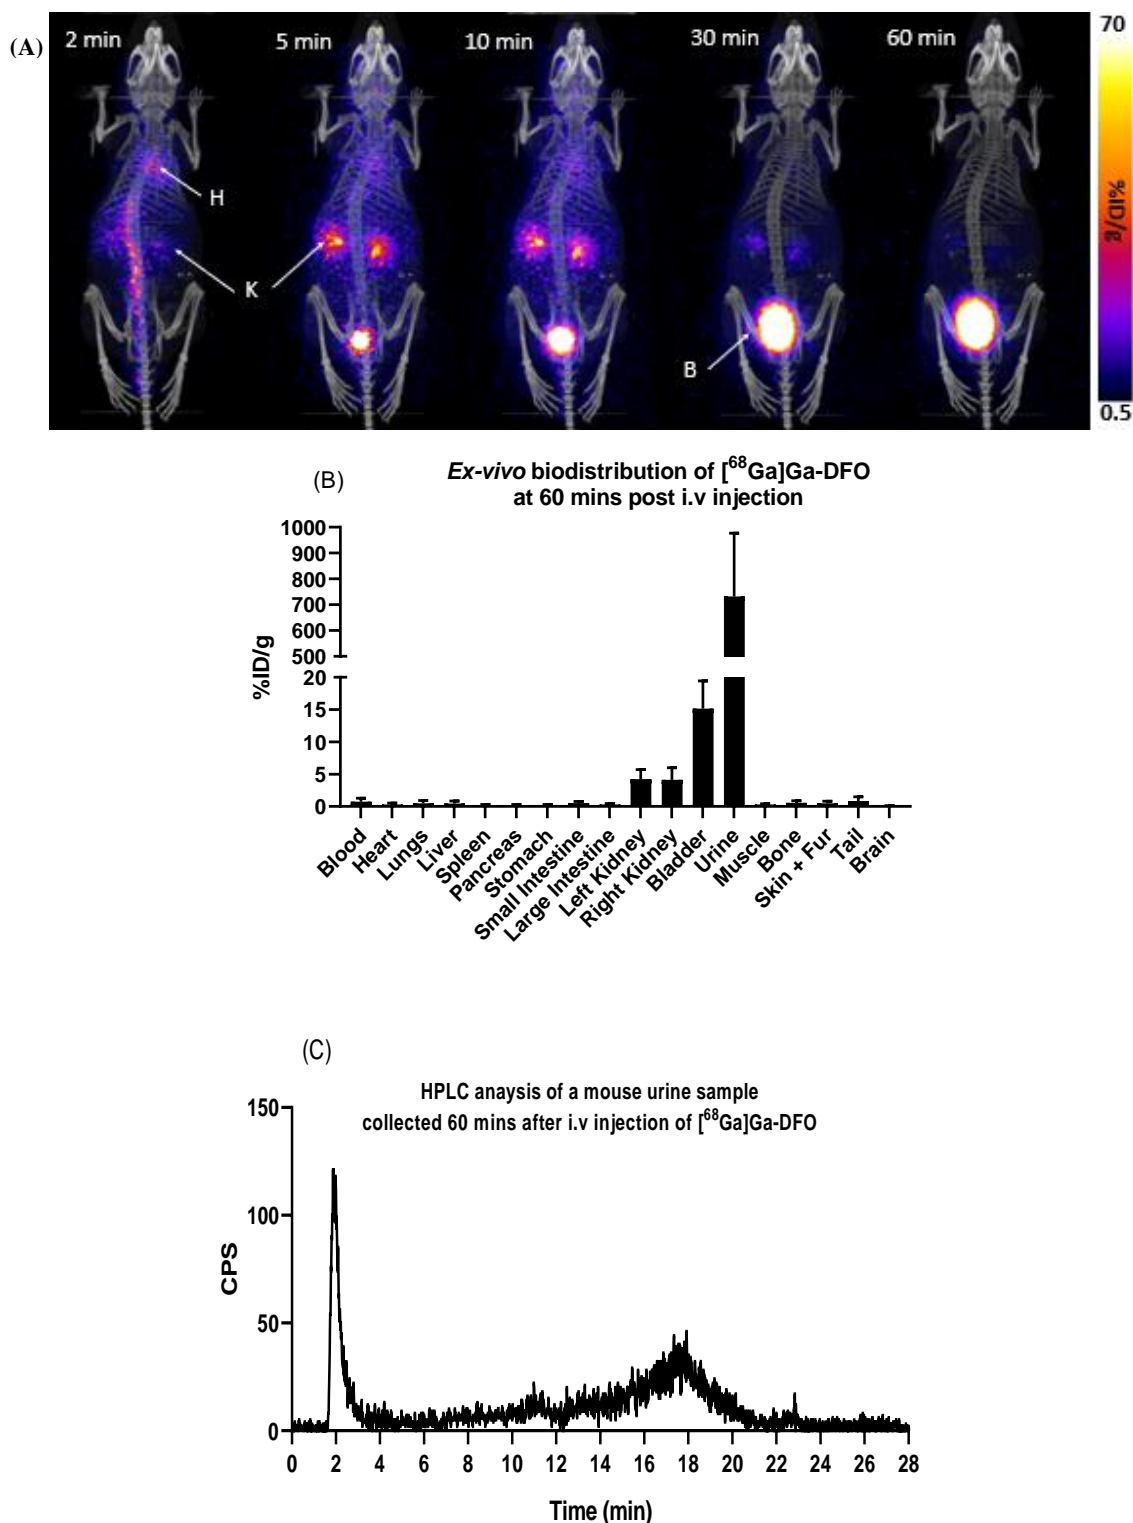 (A)
2 min
5 min
10 min
30 min
60 min
70
%ID/g
0.5
H
K
B
(B)
Ex-vivo biodistribution of [⁶⁸Ga]Ga-DFO
at 60 mins post i.v injection
%ID/g
1000
900
800
700
600
500
20
15
10
5
0
Blood
Heart
Lungs
Liver
Spleen
Pancreas
Stomach
Small Intestine
Large Intestine
Left Kidney
Right Kidney
Bladder
Urine
Muscle
Bone
Skin + Fur
Tail
Brain
(C)
HPLC anaysis of a mouse urine sample
collected 60 mins after i.v injection of [⁶⁸Ga]Ga-DFO
CPS
150
100
50
0
0 2 4 6 8 10 12 14 16 18 20 22 24 26 28
Time (min)